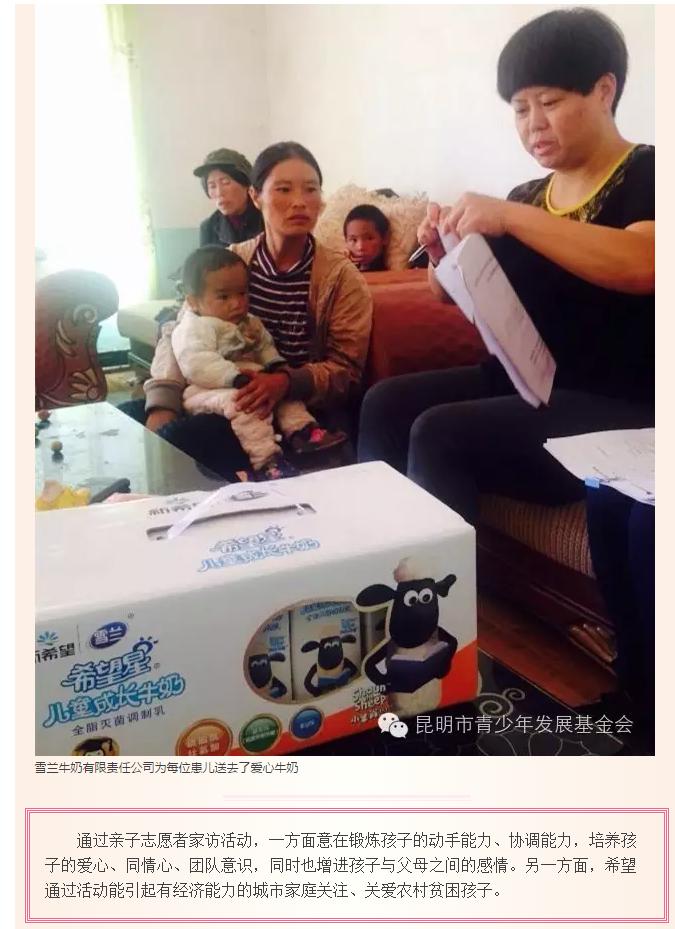 新希望
希望星
儿童成长牛奶
新希望
雪兰
希望星
儿童成长牛奶
全脂灭菌调制乳
Shaun
Sheep
昆明市青少年发展基金会
雪兰牛奶有限责任公司为每位患儿送去了爱心牛奶
通过亲子志愿者家访活动，一方面意在锻炼孩子的动手能力、协调能力，培养孩
子的爱心、同情心、团队意识，同时也增进孩子与父母之间的感情。另一方面，希望
通过活动能引起有经济能力的城市家庭关注、关爱农村贫困孩子。